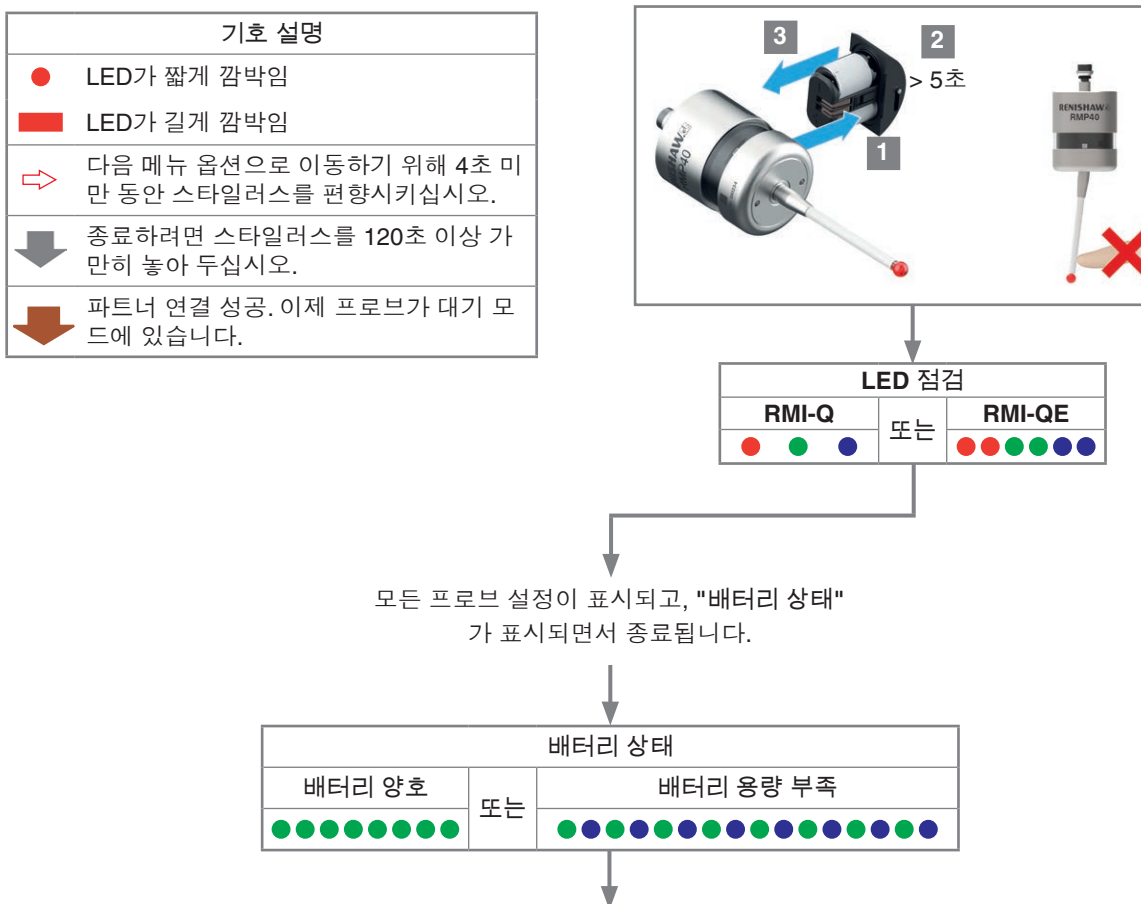 기호 설명
LED가 짧게 깜박임
LED가 길게 깜박임
다음 메뉴 옵션으로 이동하기 위해 4초 미
만 동안 스타일러스를 편향시키십시오.
종료하려면 스타일러스를 120초 이상 가
만히 놓아 두십시오.
파트너 연결 성공. 이제 프로브가 대기 모
드에 있습니다.
3
2
> 5초
1
RENISHAW
RMP40
RENISHAW
RMP40
LED 점검
RMI-Q
또는
RMI-QE
모든 프로브 설정이 표시되고, "배터리 상태"
가 표시되면서 종료됩니다.
배터리 상태
배터리 양호
또는
배터리 용량 부족